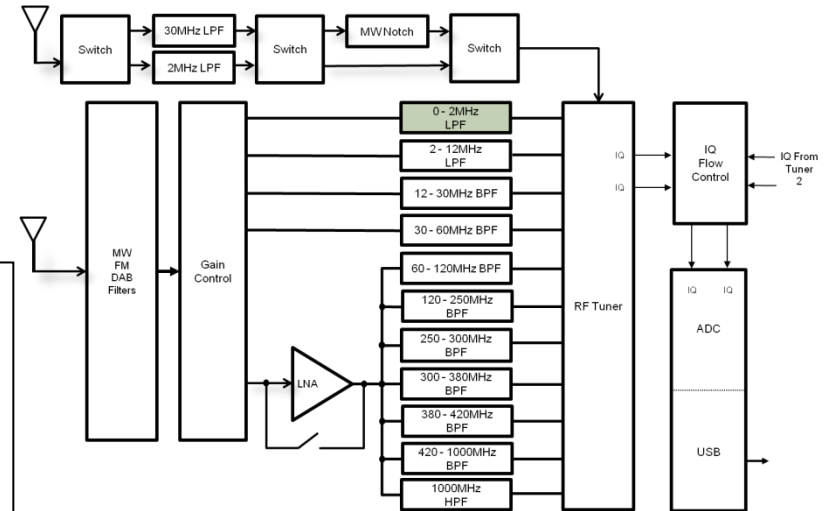 Switch
30MHz LPF
2MHz LPF
Switch
MW Notch
Switch
MW
FM
DAB
Filters
Gain
Control
LNA
0 - 2MHz
LPF
2 - 12MHz
LPF
12 - 30MHz BPF
30 - 60MHz BPF
60 - 120MHz BPF
120 - 250MHz
BPF
250 - 300MHz
BPF
300 - 380MHz
BPF
380 - 420MHz
BPF
420 - 1000MHz
BPF
1000MHz
HPF
RF Tuner
IQ
IQ
IQ
Flow
Control
IQ From
Tuner
2
IQ IQ
ADC
USB